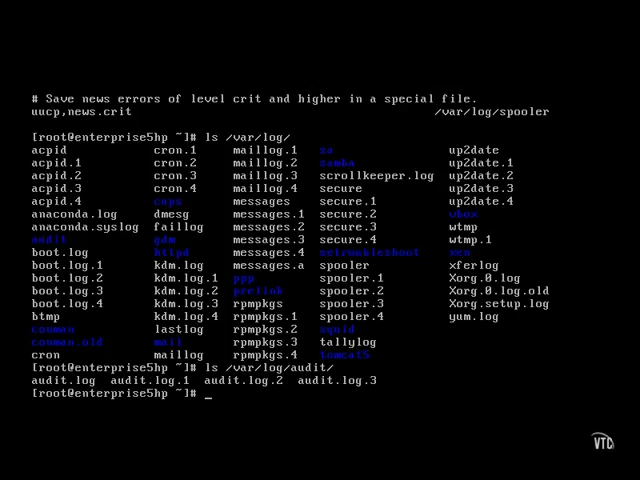 # Save news errors of level crit and higher in a special file.
uucp,news.crit /var/log/spooler
[root@enterprise5hp ~]# ls /var/log/
acpid cron.1 maillog.1 sa up2date
acpid.1 cron.2 maillog.2 samba up2date.1
acpid.2 cron.3 maillog.3 scrollkeeper.log up2date.2
acpid.3 cron.4 maillog.4 secure up2date.3
acpid.4 cups messages secure.1 up2date.4
anaconda.log dmesg messages.1 secure.2 vbox
anaconda.syslog faillog messages.2 secure.3 wtmp
audit gdm messages.3 secure.4 wtmp.1
boot.log httpd messages.4 setroubleshoot xen
boot.log.1 kdm.log messages.a spooler xferlog
boot.log.2 kdm.log.1 ppp spooler.1 Xorg.0.log
boot.log.3 kdm.log.2 prelink spooler.2 Xorg.0.log.old
boot.log.4 kdm.log.3 rpmpkgs spooler.3 Xorg.setup.log
btmp kdm.log.4 rpmpkgs.1 spooler.4 yum.log
conman lastlog rpmpkgs.2 squid
conman.old mail rpmpkgs.3 tallylog
cron maillog rpmpkgs.4 tomcat5
[root@enterprise5hp ~]# ls /var/log/audit/
audit.log audit.log.1 audit.log.2 audit.log.3
[root@enterprise5hp ~]# _
VTC